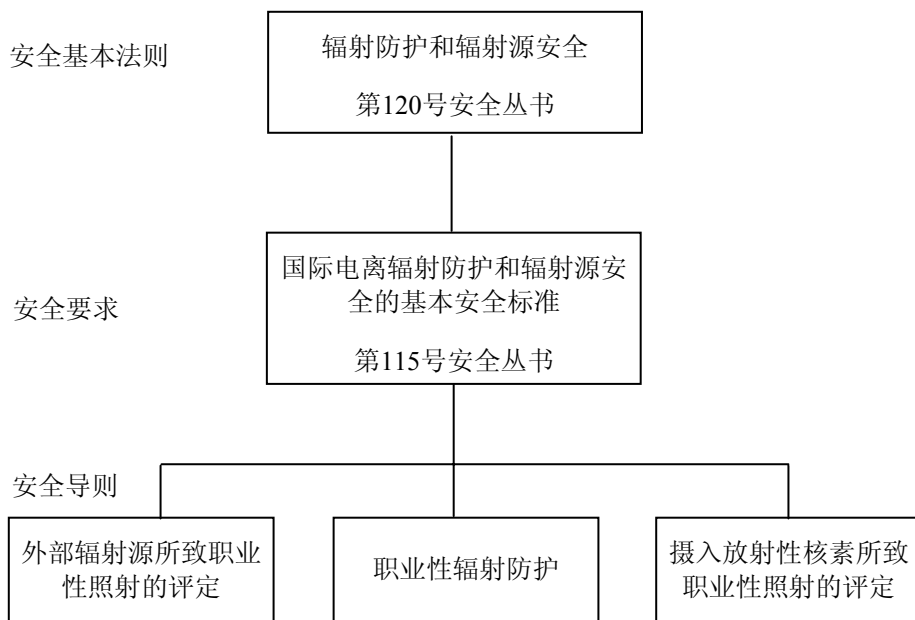 安全基本法则
辐射防护和辐射源安全
第120号安全丛书
安全要求
国际电离辐射防护和辐射源安
全的基本安全标准
第115号安全丛书
安全导则
外部辐射源所致职业
性照射的评定
职业性辐射防护
摄入放射性核素所致
职业性照射的评定